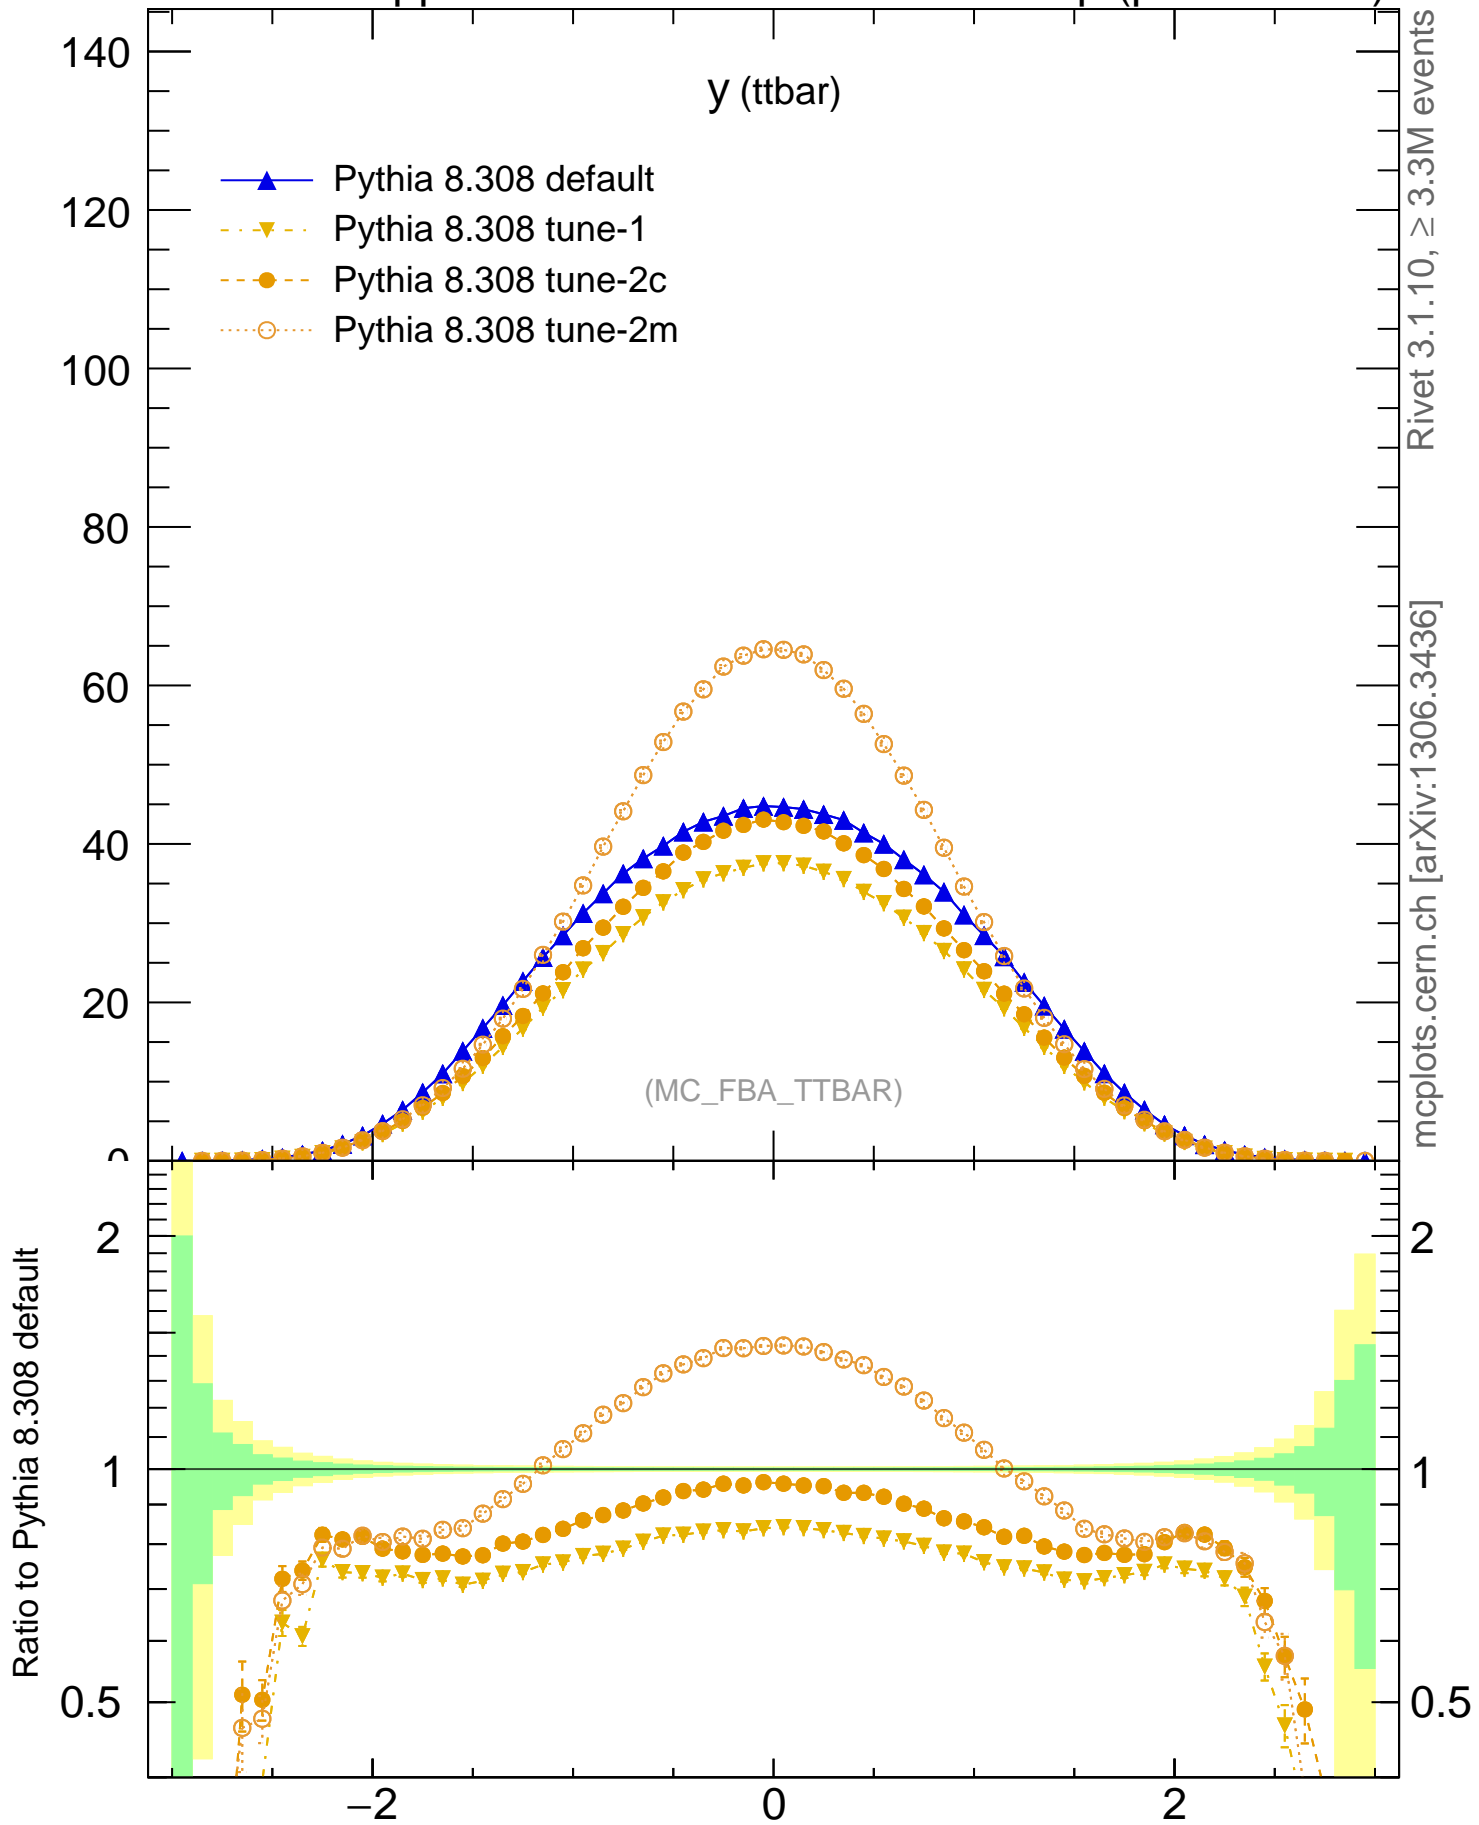 y (ttbar)
Pythia 8.308 default
Pythia 8.308 tune-1
Pythia 8.308 tune-2c
Pythia 8.308 tune-2m
140
120
100
80
60
40
20
0
(MC_FBA_TTBAR)
Rivet 3.1.10, ≥ 3.3M events
mcplots.cern.ch [arXiv:1306.3436]
Ratio to Pythia 8.308 default
2
1
0.5
2
1
0.5
−2
0
2